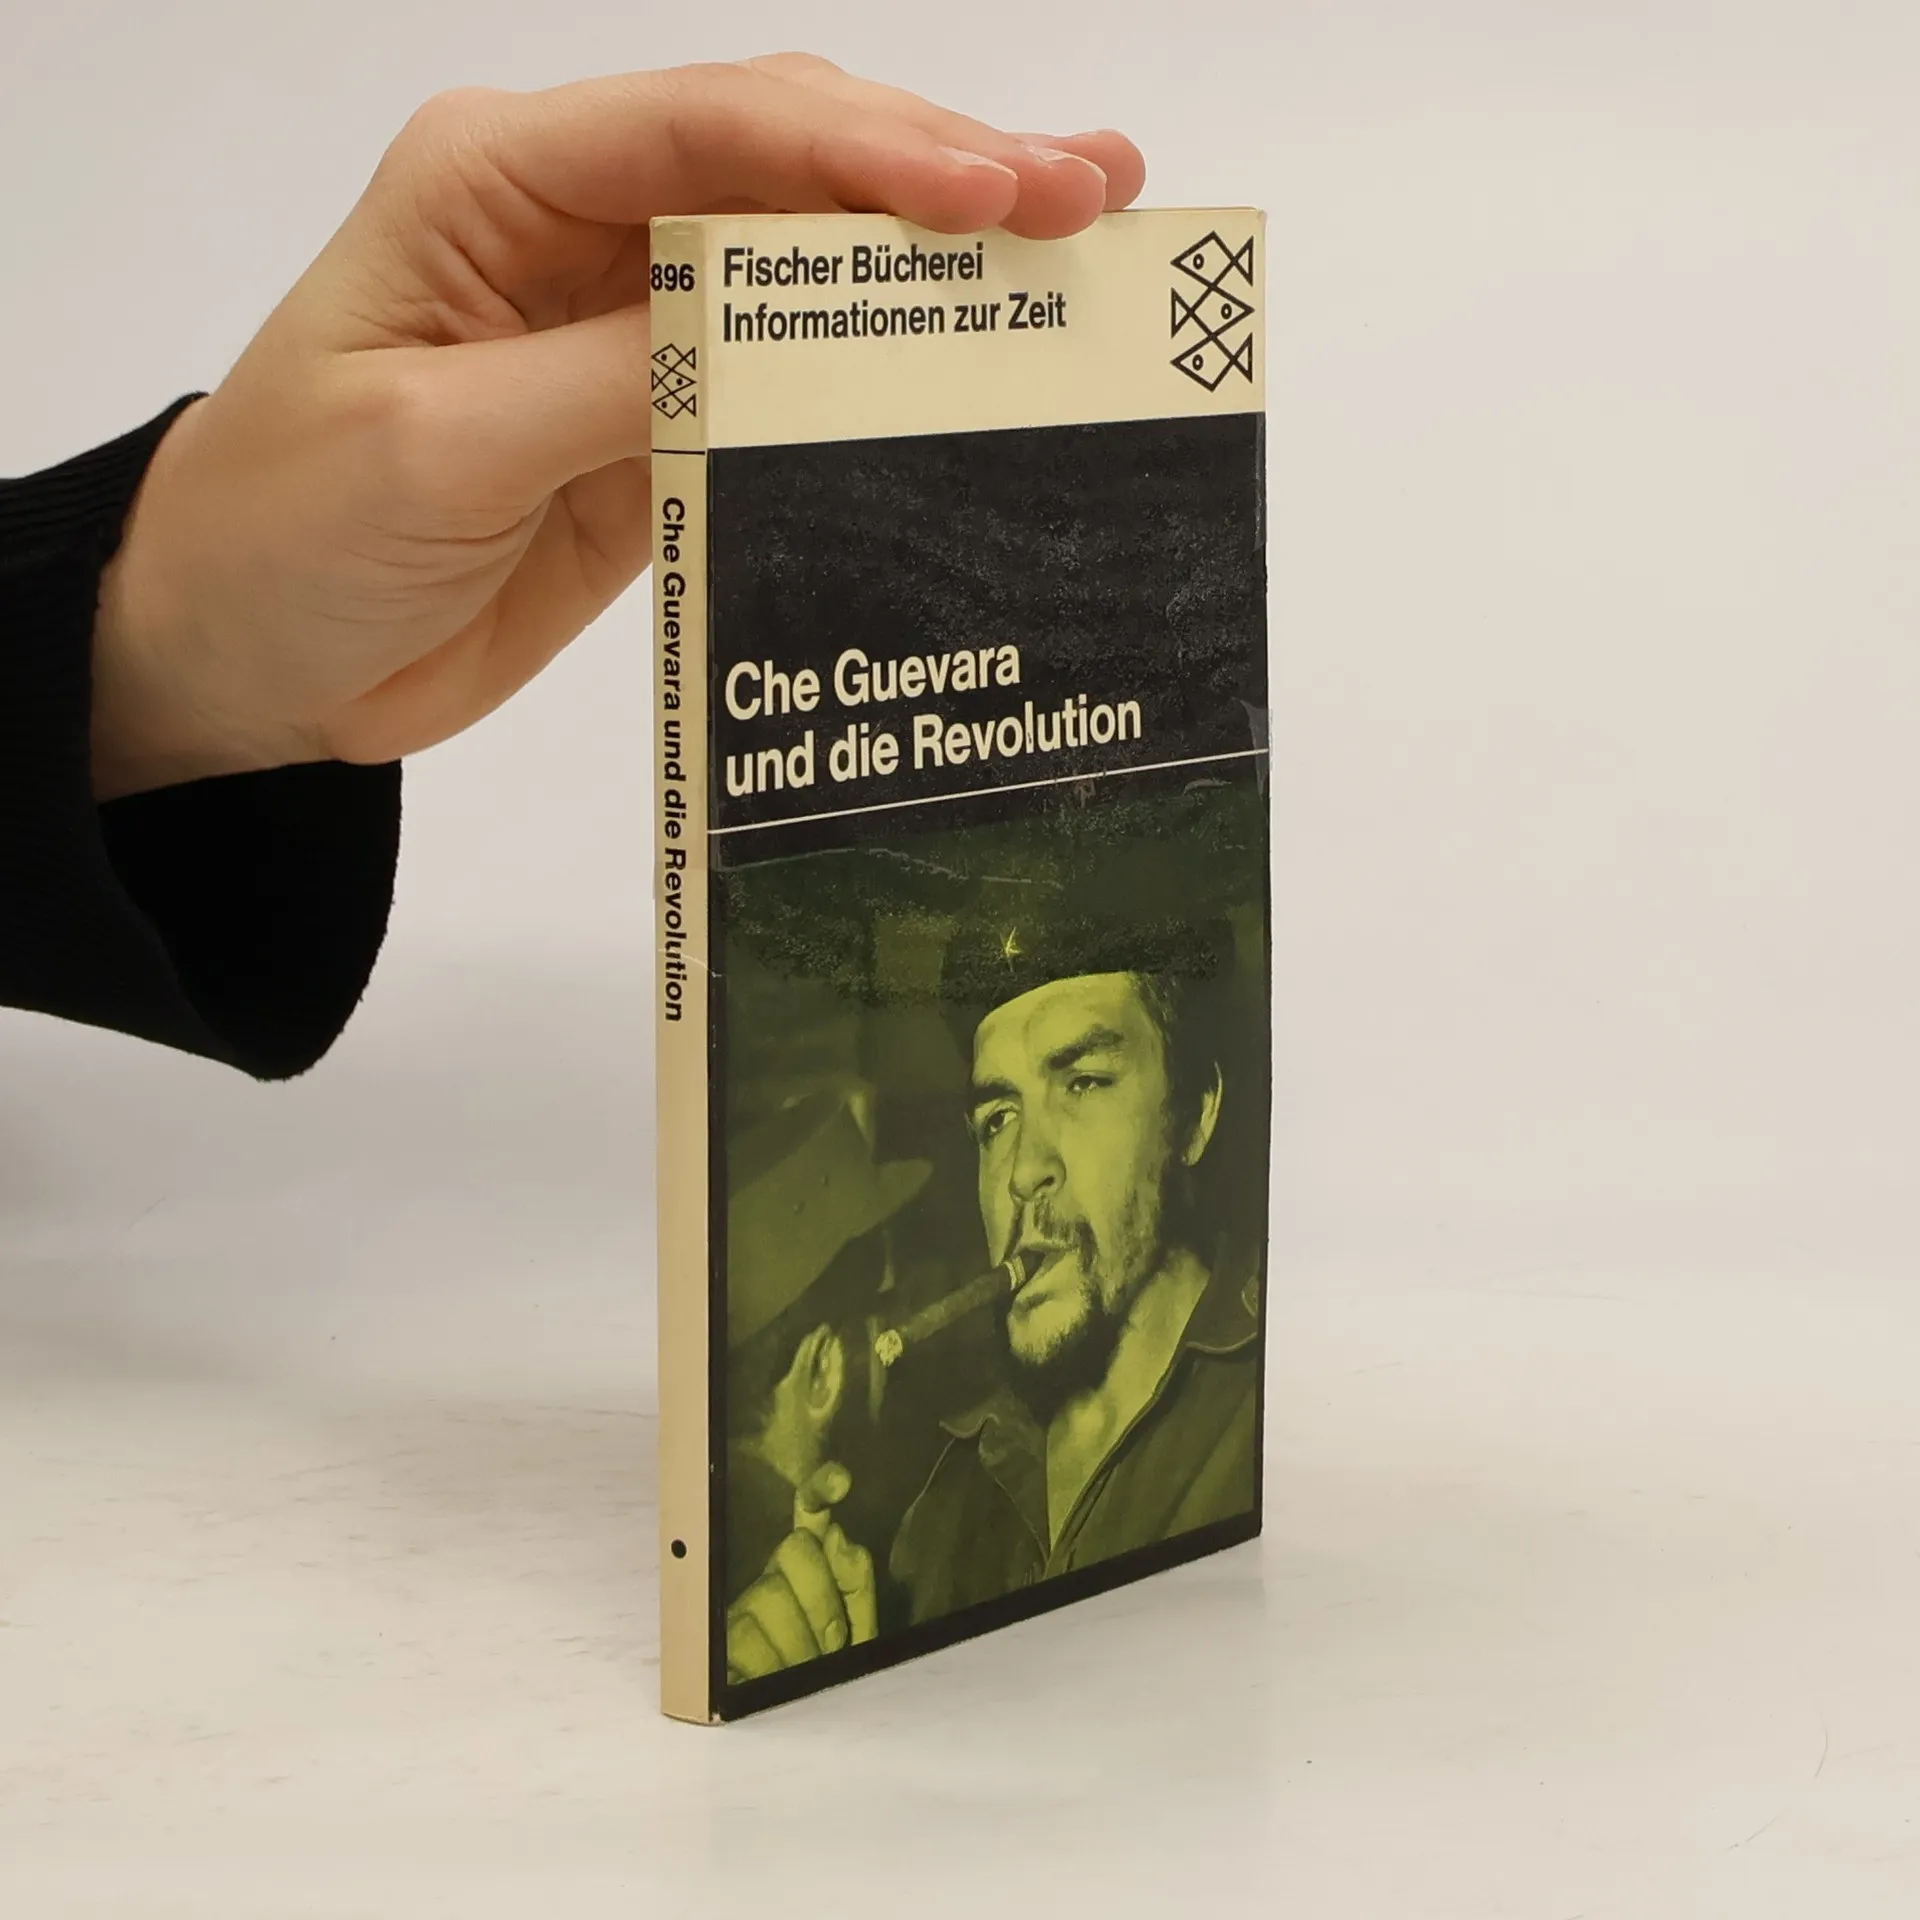 896
Che Guevara und die Revolution
Fischer Bücherei
Informationen zur Zeit
Che Guevara
und die Revolution